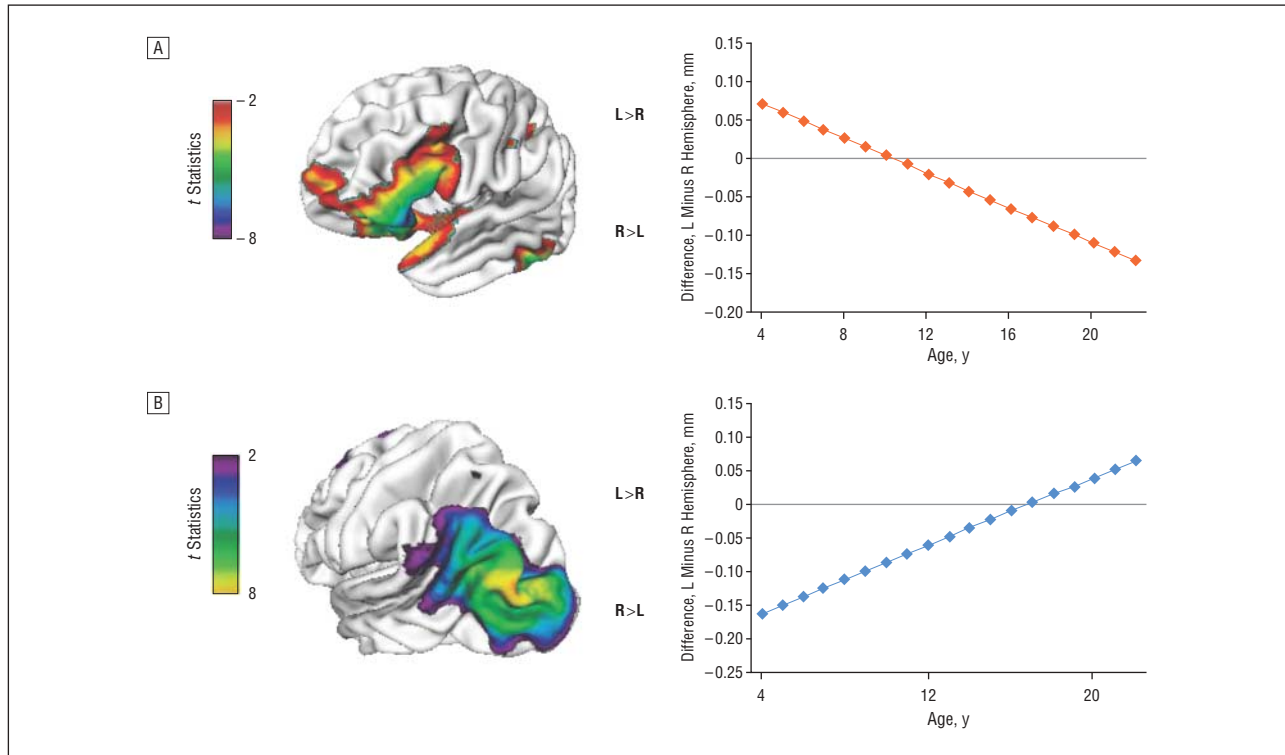 A
− 2
t Statistics
− 8
L>R
R>L
Difference, L Minus R Hemisphere, mm
0.15
0.10
0.05
0
−0.05
−0.10
−0.15
−0.20
4
8
12
16
20
Age, y
B
2
t Statistics
8
L>R
R>L
Difference, L Minus R Hemisphere, mm
0.15
0.10
0.05
0
−0.05
−0.10
−0.15
−0.20
−0.25
4
12
20
Age, y